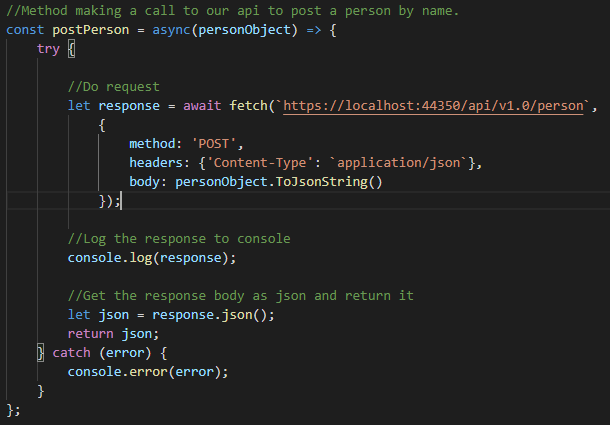 //Method making a call to our api to post a person by name.
const postPerson = async(personObject) => {
    try {
        //Do request
        let response = await fetch(`https://localhost:44350/api/v1.0/person`,
            {
                method: 'POST',
                headers: {'Content-Type': `application/json`},
                body: personObject.ToJsonString()
            });
        //Log the response to console
        console.log(response);
        //Get the response body as json and return it
        let json = response.json();
        return json;
    } catch (error) {
        console.error(error);
    }
};